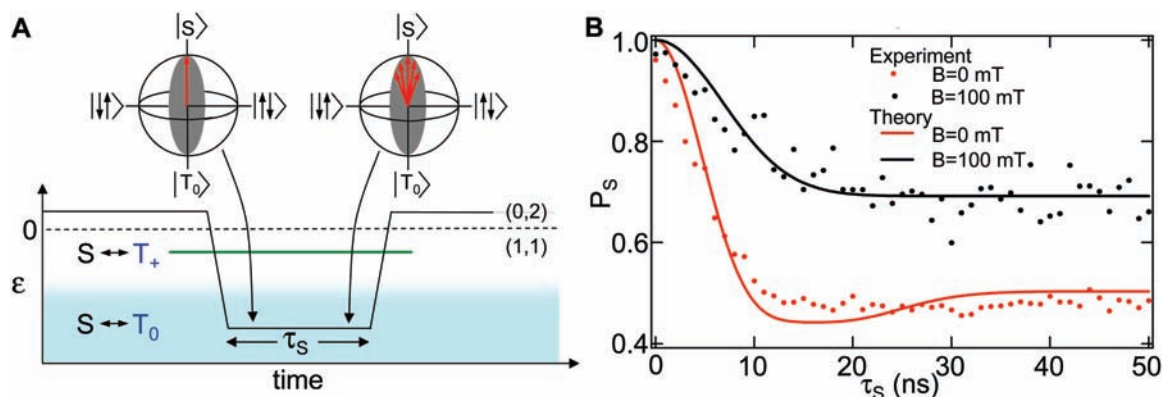 A
|S⟩
|S⟩
|↓↑⟩
|↑↓⟩
|↓↑⟩
|↑↓⟩
|T₀⟩
|T₀⟩
(0,2)
0
(1,1)
S ↔ T₊
ε
S ↔ T₀
τS
time
B
1.0
Experiment
B=0 mT
B=100 mT
Theory
B=0 mT
B=100 mT
0.8
PS
0.6
0.4
0
10
20
30
40
50
τS (ns)